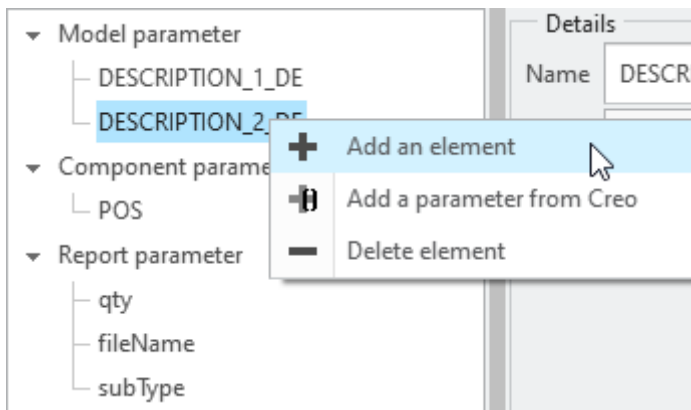 Model parameter
DESCRIPTION_1_DE
DESCRIPTION_2_DE
Component parame
POS
Report parameter
qty
fileName
subType
Add an element
Add a parameter from Creo
Delete element
Details
Name DESCRI